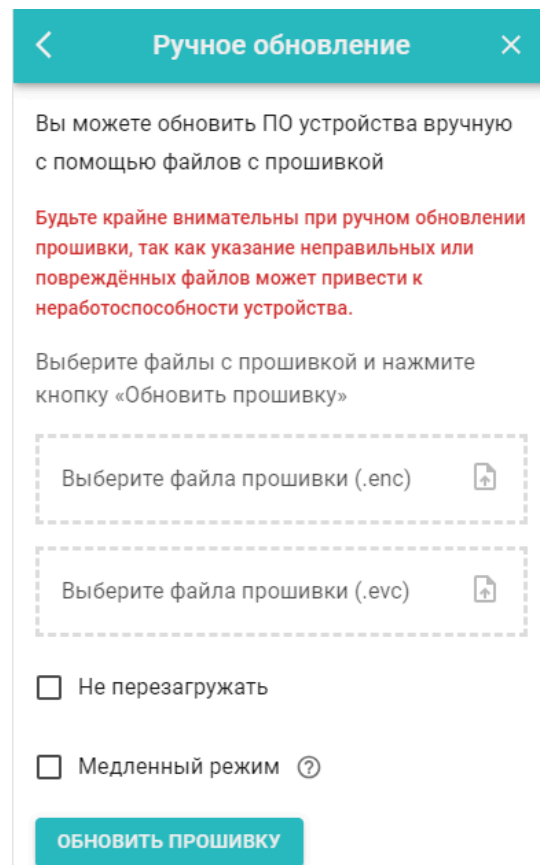 Ручное обновление
Вы можете обновить ПО устройства вручную
с помощью файлов с прошивкой
Будьте крайне внимательны при ручном обновлении
прошивки, так как указание неправильных или
повреждённых файлов может привести к
неработоспособности устройства.
Выберите файлы с прошивкой и нажмите
кнопку «Обновить прошивку»
Выберите файла прошивки (.enc)
Выберите файла прошивки (.evc)
Не перезагружать
Медленный режим ?
ОБНОВИТЬ ПРОШИВКУ